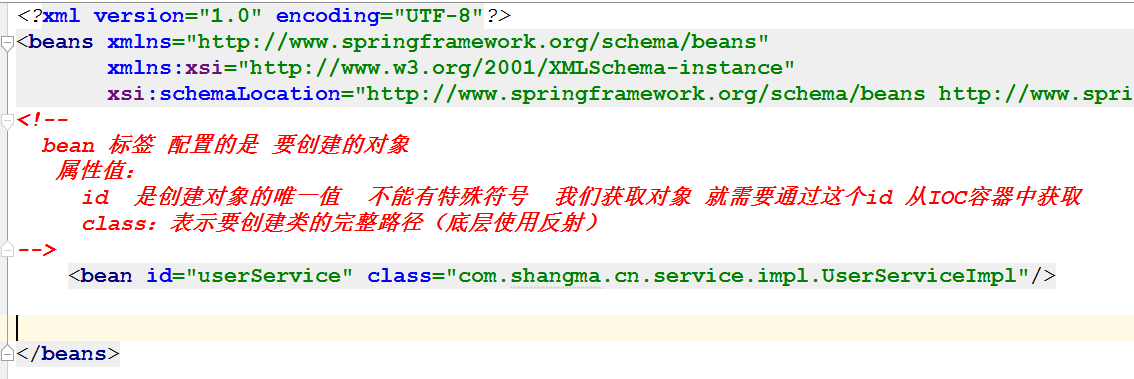 <?xml version="1.0" encoding="UTF-8"?>
<beans xmlns="http://www.springframework.org/schema/beans"
xmlns:xsi="http://www.w3.org/2001/XMLSchema-instance"
xsi:schemaLocation="http://www.springframework.org/schema/beans http://www.spri
<!--
bean 标签 配置的是 要创建的对象
属性值:
id 是创建对象的唯一值 不能有特殊符号 我们获取对象 就需要通过这个id 从IOC容器中获取
class: 表示要创建类的完整路径（底层使用反射）
-->
<bean id="userService" class="com.shangma.cn.service.impl.UserServiceImpl"/>
</beans>